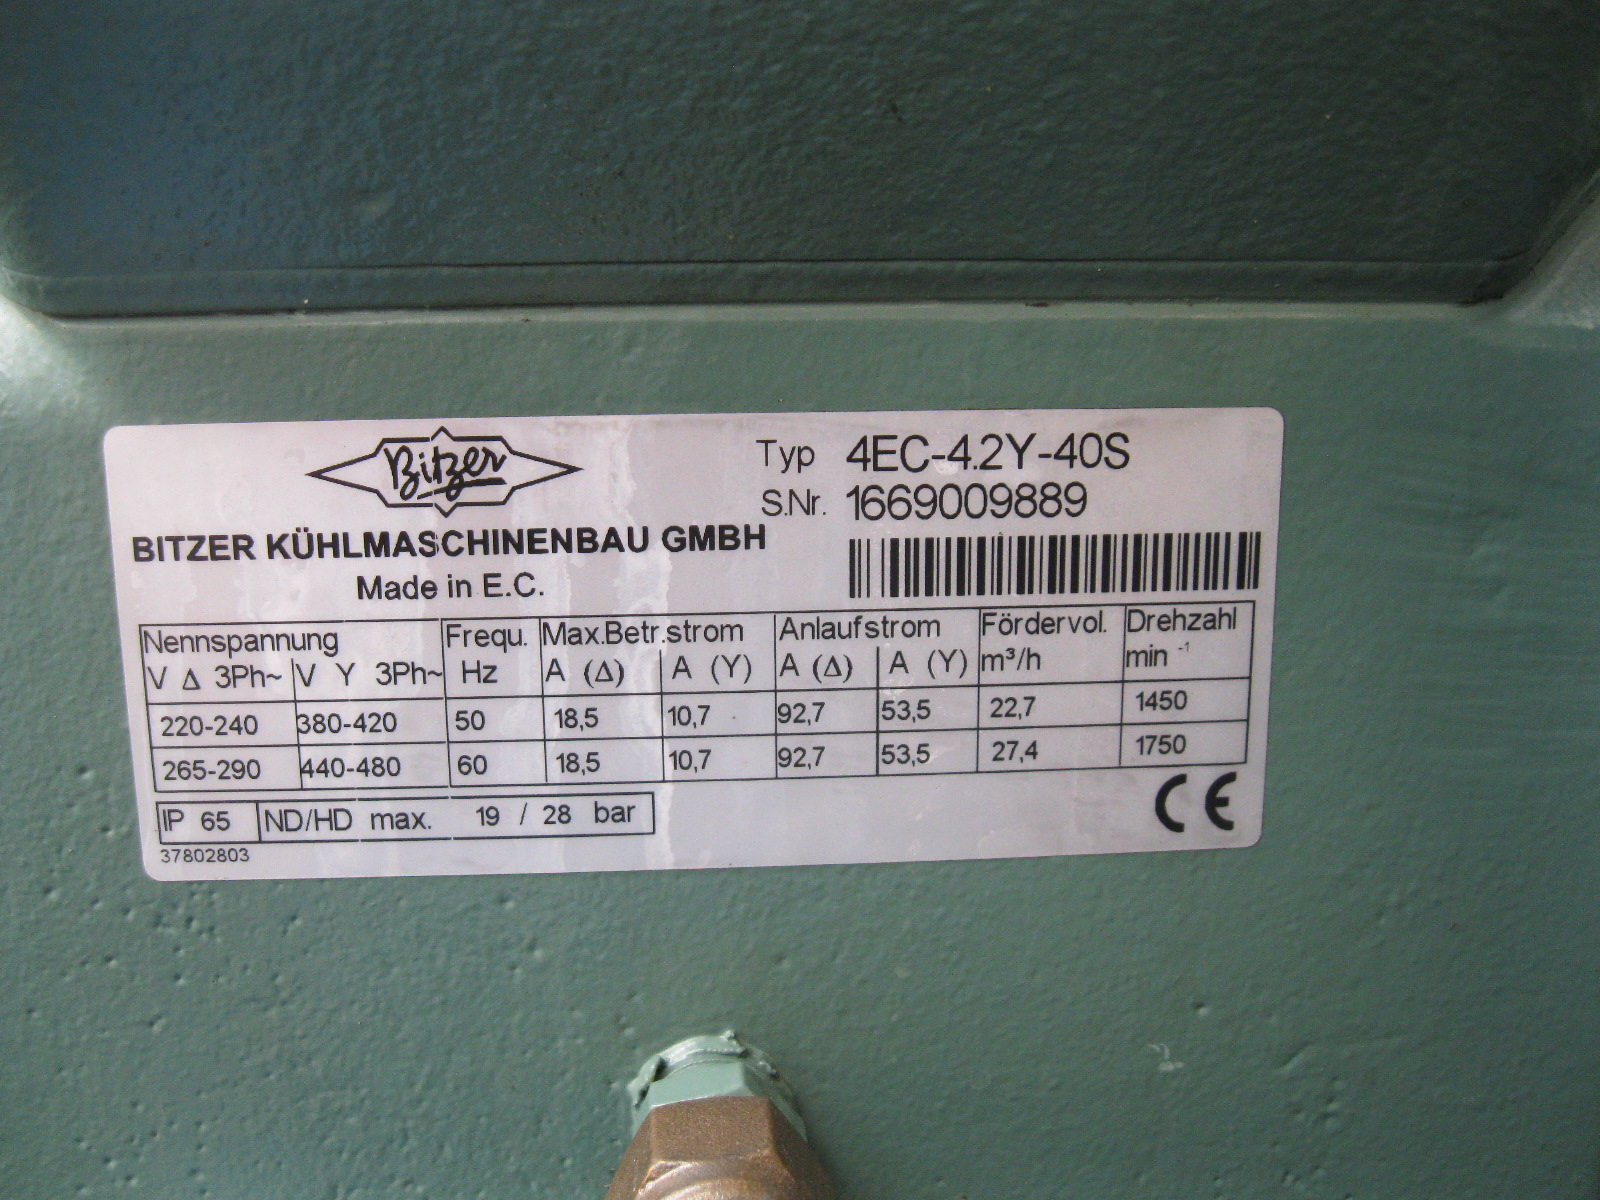 Bitzer
Typ 4EC-4.2Y-40S
S.Nr. 1669009889
BITZER KÜHLMASCHINENBAU GMBH
Made in E.C.
Nennspannung Frequ. Max.Betr.strom Anlaufstrom Fördervol. Drehzahl
V Δ 3Ph~ V Y 3Ph~ Hz A (Δ) A (Y) A (Δ) A (Y) m³/h min -1
220-240 380-420 50 18,5 10,7 92,7 53,5 22,7 1450
265-290 440-480 60 18,5 10,7 92,7 53,5 27,4 1750
IP 65 ND/HD max. 19 / 28 bar
CE
37802803